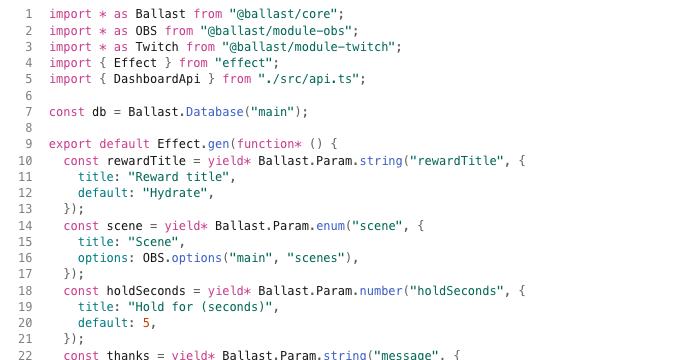 1 import * as Ballast from "@ballast/core";
2 import * as OBS from "@ballast/module-obs";
3 import * as Twitch from "@ballast/module-twitch";
4 import { Effect } from "effect";
5 import { DashboardApi } from "./src/api.ts";
6
7 const db = Ballast.Database("main");
8
9 export default Effect.gen(function* () {
10   const rewardTitle = yield* Ballast.Param.string("rewardTitle", {
11     title: "Reward title",
12     default: "Hydrate",
13   });
14   const scene = yield* Ballast.Param.enum("scene", {
15     title: "Scene",
16     options: OBS.options("main", "scenes"),
17   });
18   const holdSeconds = yield* Ballast.Param.number("holdSeconds", {
19     title: "Hold for (seconds)",
20     default: 5,
21   });
22   const thanks = yield* Ballast.Param.string("message", {